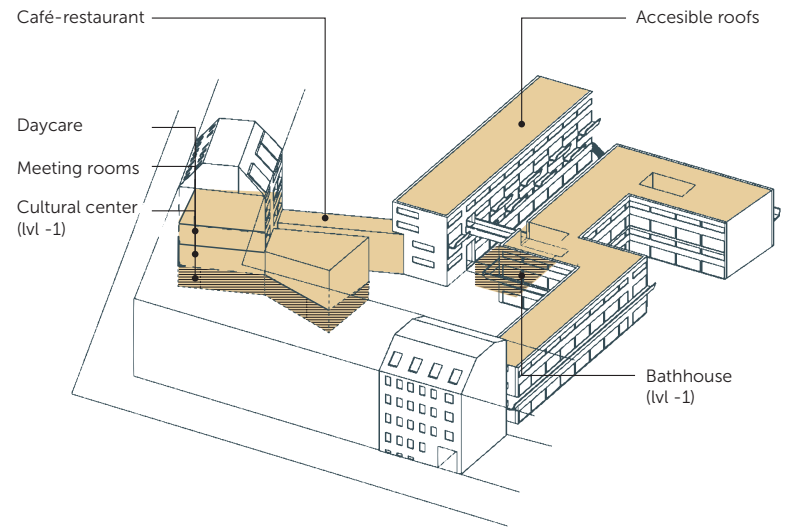 Café-restaurant
Accesible roofs
Daycare
Meeting rooms
Cultural center
(lvl -1)
Bathhouse
(lvl -1)